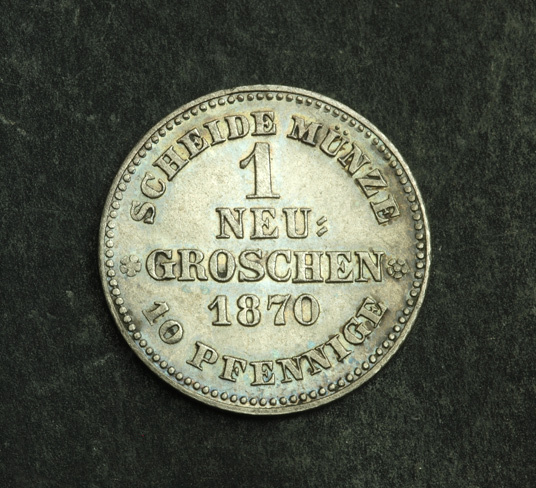 SCHEIDE MÜNZE
1
NEU⹀
GROSCHEN
1870
10 PFENNIGE